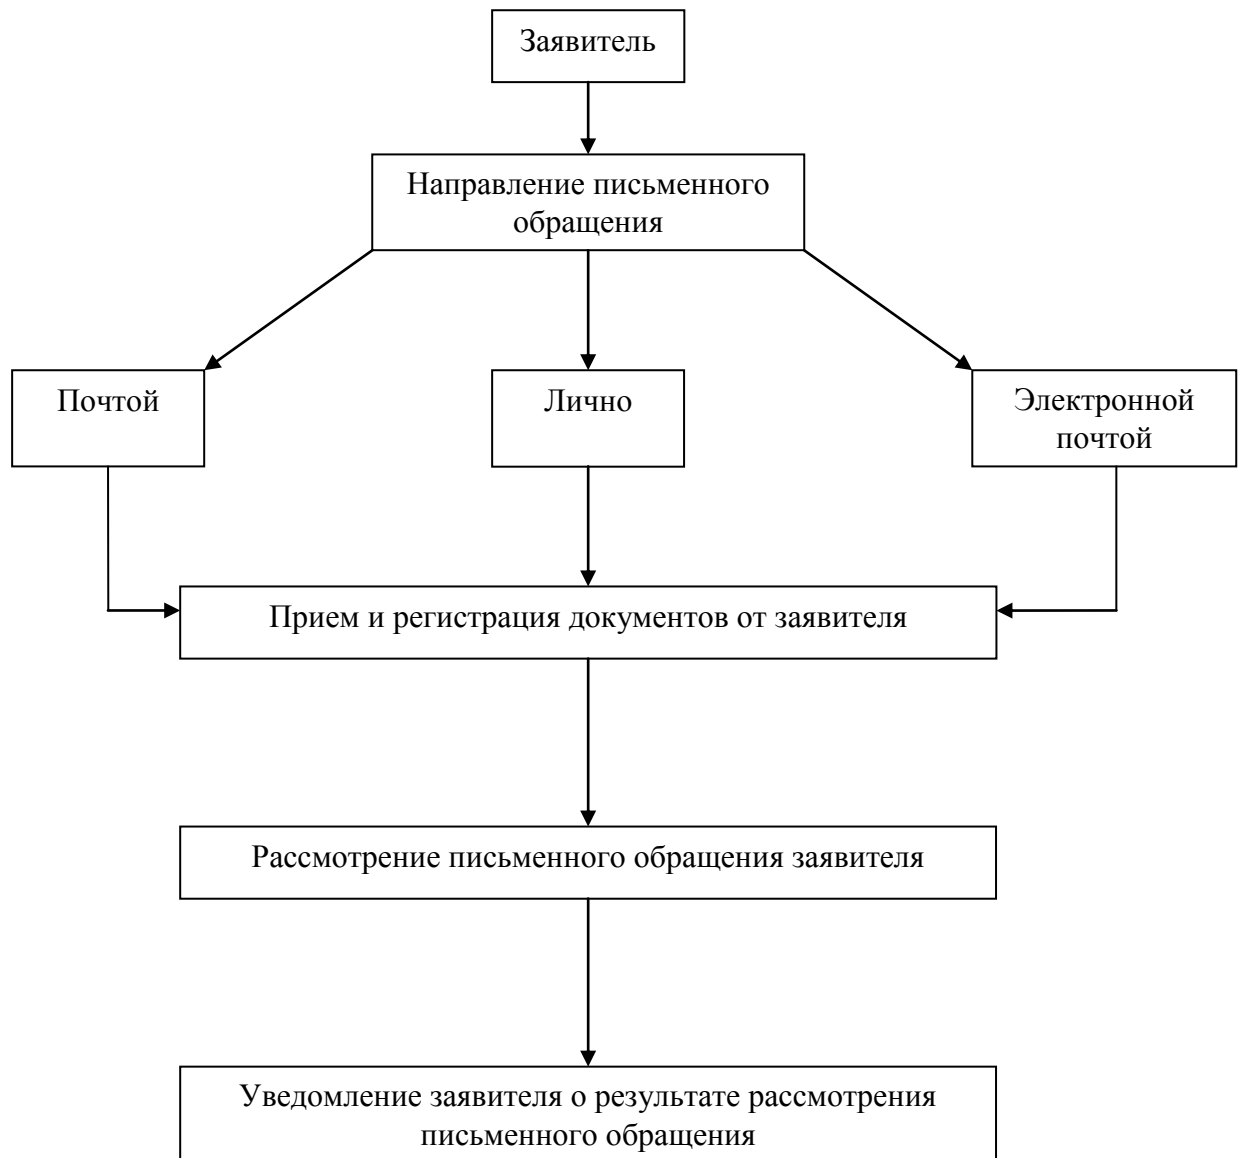 Заявитель
Направление письменного
обращения
Почтой
Лично
Электронной
почтой
Прием и регистрация документов от заявителя
Рассмотрение письменного обращения заявителя
Уведомление заявителя о результате рассмотрения
письменного обращения